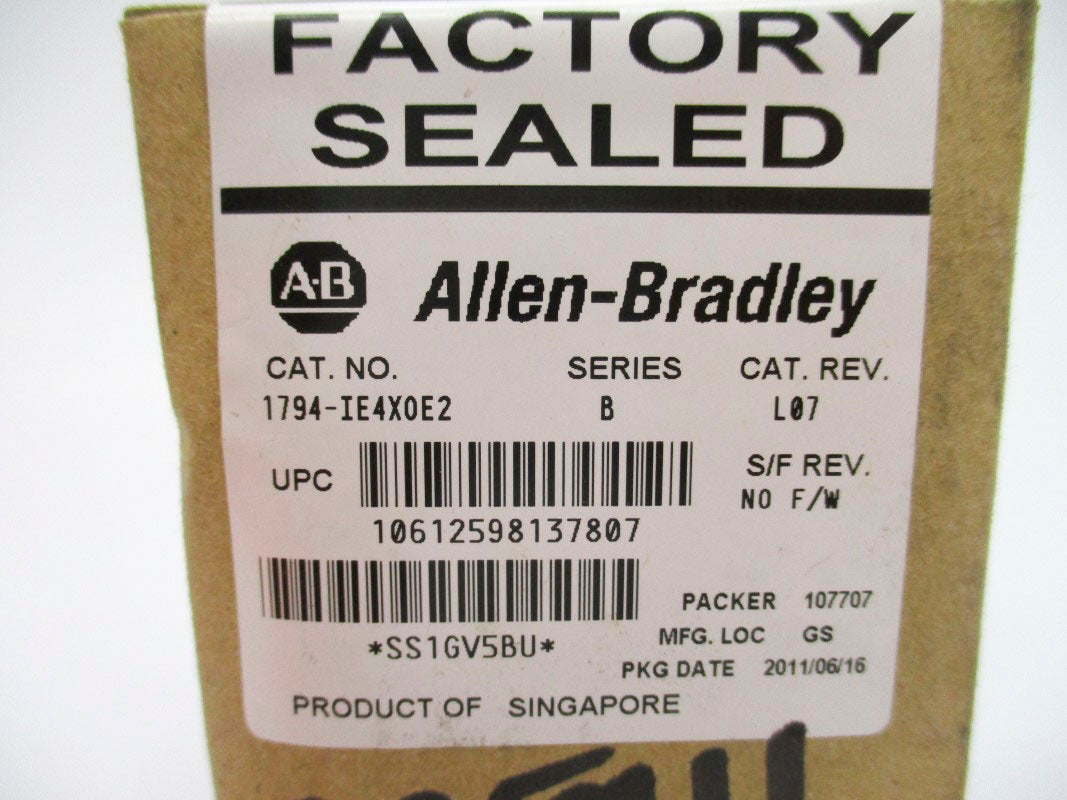 FACTORY
SEALED
A-B Allen-Bradley
CAT. NO. SERIES CAT. REV.
1794-IE4XOE2 B L07
UPC S/F REV.
NO F/W
10612598137807
PACKER 107707
*SS1GV5BU* MFG. LOC GS
PKG DATE 2011/06/16
PRODUCT OF SINGAPORE